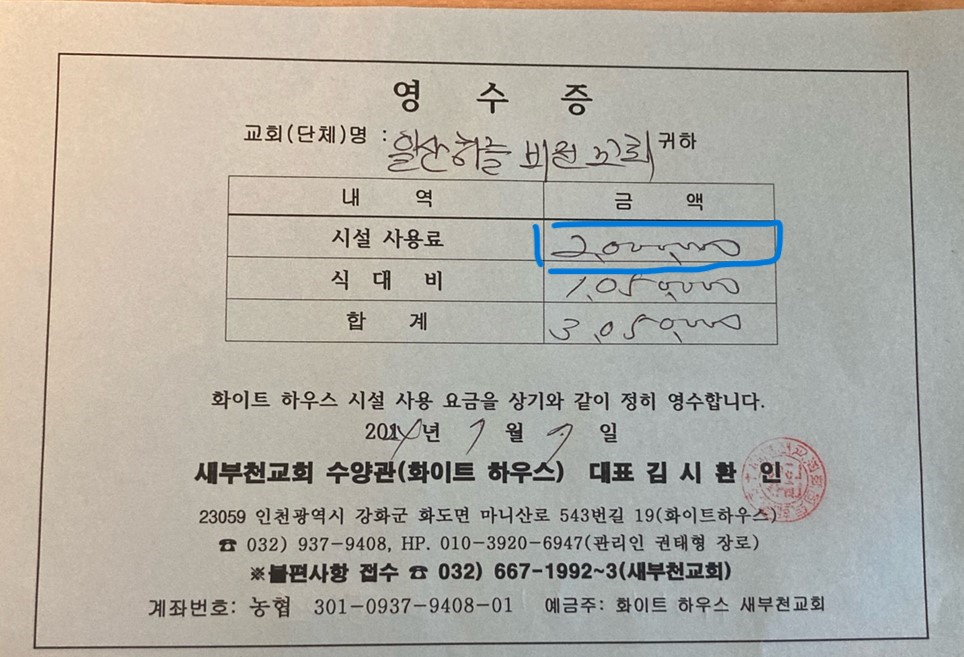 영 수 증
교회(단체)명 : 일산하늘 비전 교회 귀하
내 역 금 액
시설 사용료 2,000,000
식 대 비 1,050,000
합 계 3,050,000
화이트 하우스 시설 사용 요금을 상기와 같이 정히 영수합니다.
년 월 일
새부천교회 수양관(화이트 하우스) 대표 김 시 환 인
23059 인천광역시 강화군 화도면 마니산로 543번길 19(화이트하우스)
☎ 032) 937-9408, HP. 010-3920-6947(관리인 권태형 장로)
※불편사항 접수 ☎ 032) 667-1992~3(새부천교회)
계좌번호: 농협 301-0937-9408-01 예금주: 화이트 하우스 새부천교회